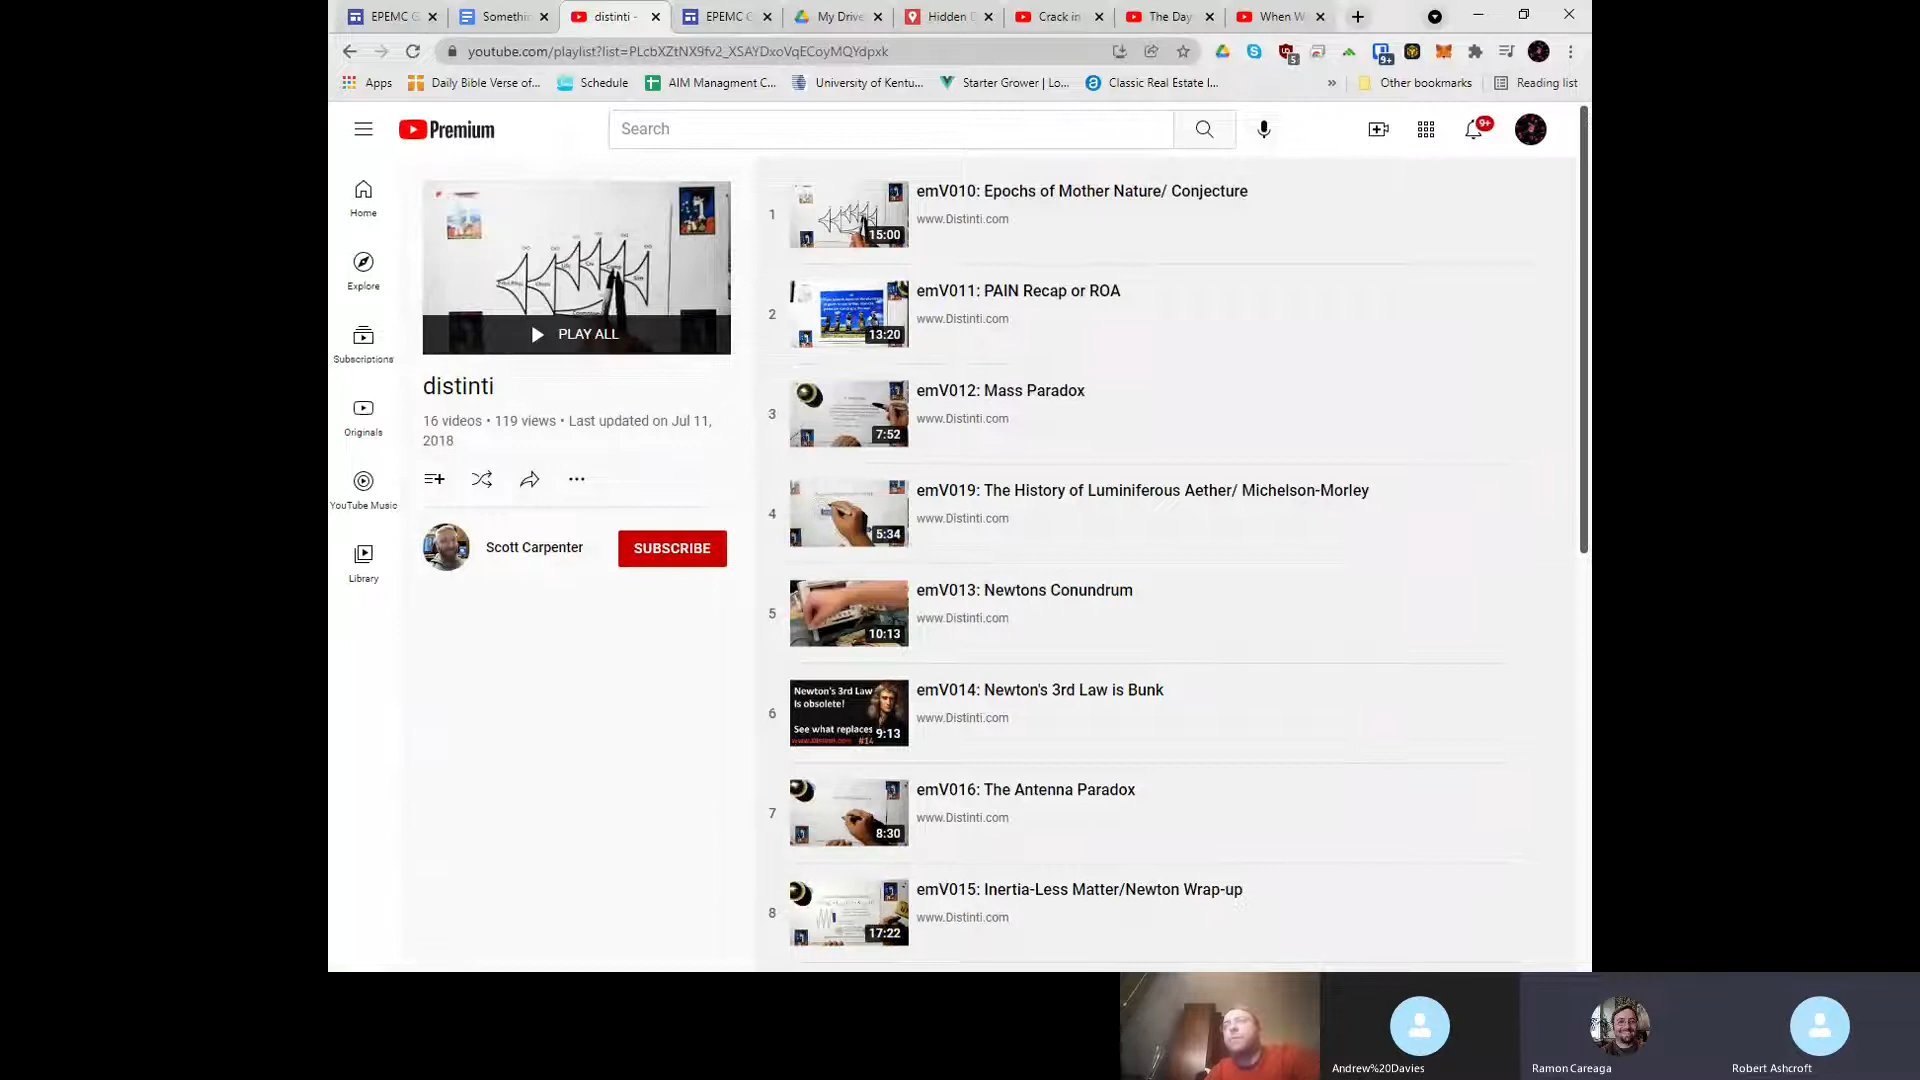 EPEMC G
Somethin
distinti -
EPEMC G
My Drive
Hidden D
Crack in
The Day
When W
youtube.com/playlist?list=PLcbXZtNX9fv2_XSAYDxoVqECoyMQYdpxk
5
9+
Apps
Daily Bible Verse of...
Schedule
AIM Managment C...
University of Kentu...
Starter Grower | Lo...
Classic Real Estate I...
»
Other bookmarks
Reading list
Premium
Search
9+
Home
Explore
Subscriptions
Originals
YouTube Music
Library
PLAY ALL
distinti
16 videos • 119 views • Last updated on Jul 11,
2018
Scott Carpenter
SUBSCRIBE
1
15:00
emV010: Epochs of Mother Nature/ Conjecture
www.Distinti.com
2
13:20
emV011: PAIN Recap or ROA
www.Distinti.com
3
7:52
emV012: Mass Paradox
www.Distinti.com
4
5:34
emV019: The History of Luminiferous Aether/ Michelson-Morley
www.Distinti.com
5
10:13
emV013: Newtons Conundrum
www.Distinti.com
6
Newton's 3rd Law
Is obsolete!
See what replaces
www.Distinti.com #14
9:13
emV014: Newton's 3rd Law is Bunk
www.Distinti.com
7
8:30
emV016: The Antenna Paradox
www.Distinti.com
8
17:22
emV015: Inertia-Less Matter/Newton Wrap-up
www.Distinti.com
Andrew%20Davies
Ramon Careaga
Robert Ashcroft